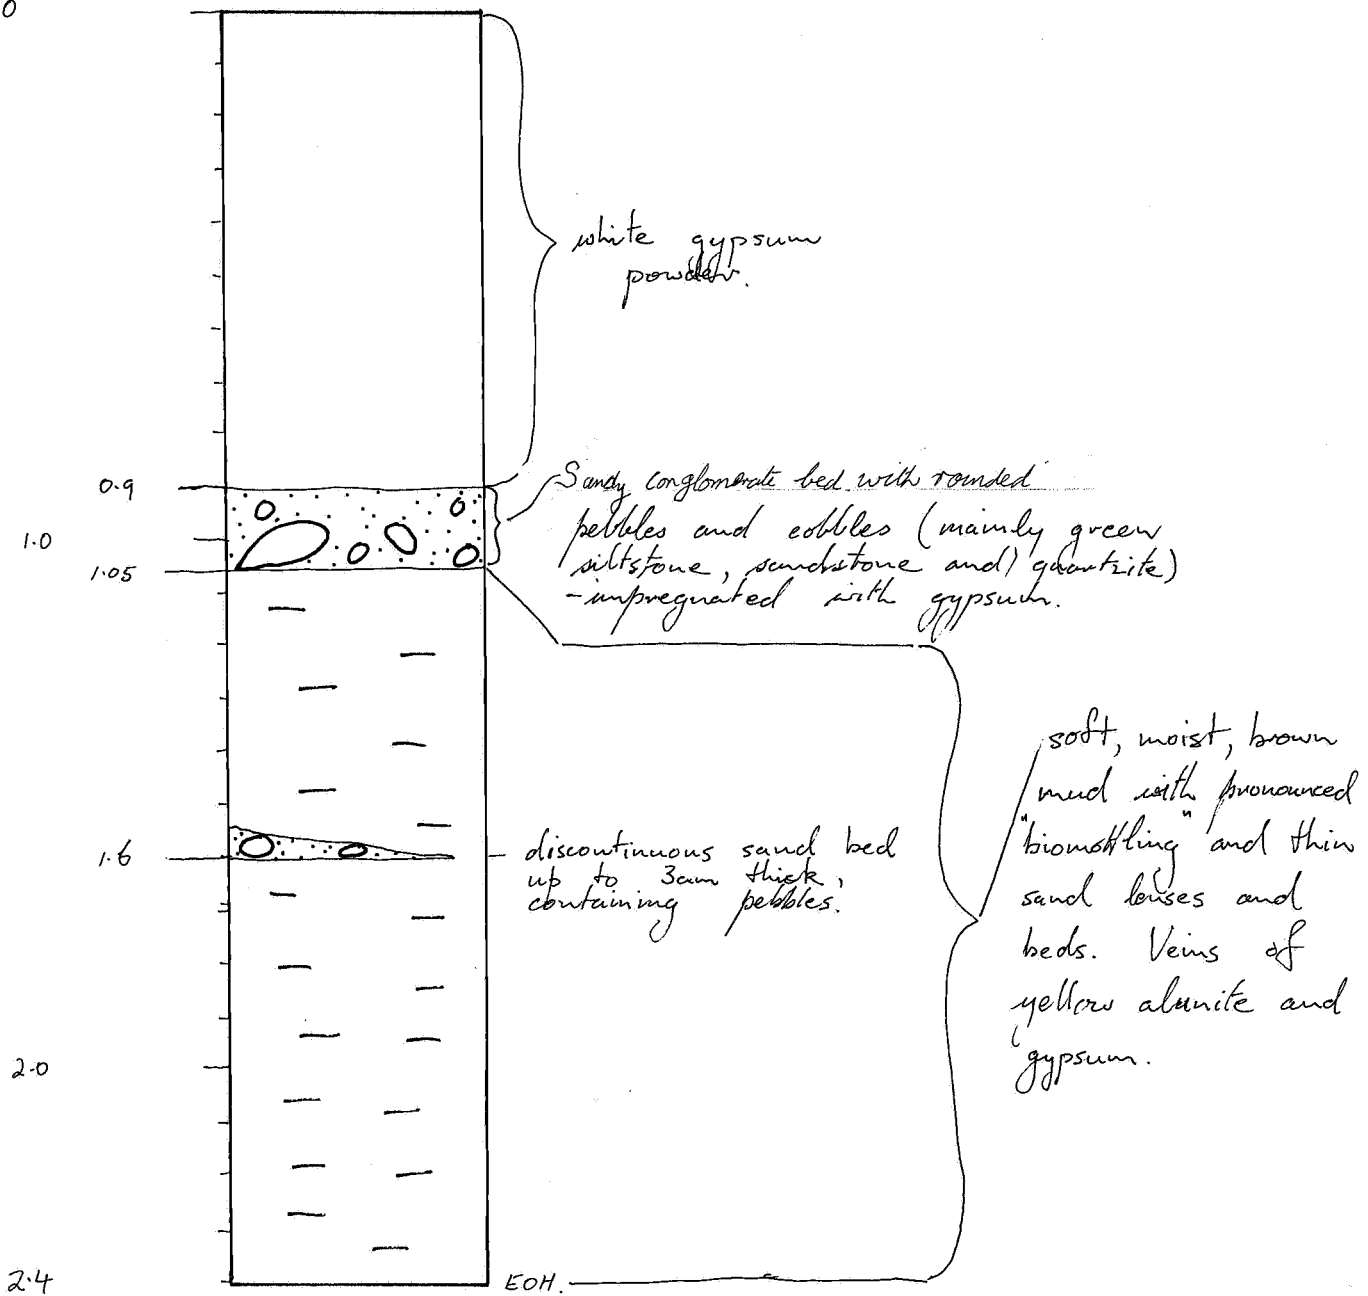 0
white gypsum
powder.
0.9
Sandy conglomerate bed with rounded
pebbles and cobbles (mainly green
siltstone, sandstone and quartzite)
- impregnated with gypsum.
1.0
1.05
soft, moist, brown
mud with pronounced
"biomottling" and thin
sand lenses and
beds. Veins of
yellow alunite and
gypsum.
1.6
discontinuous sand bed
up to 3cm thick,
containing pebbles.
2.0
2.4
EOH.